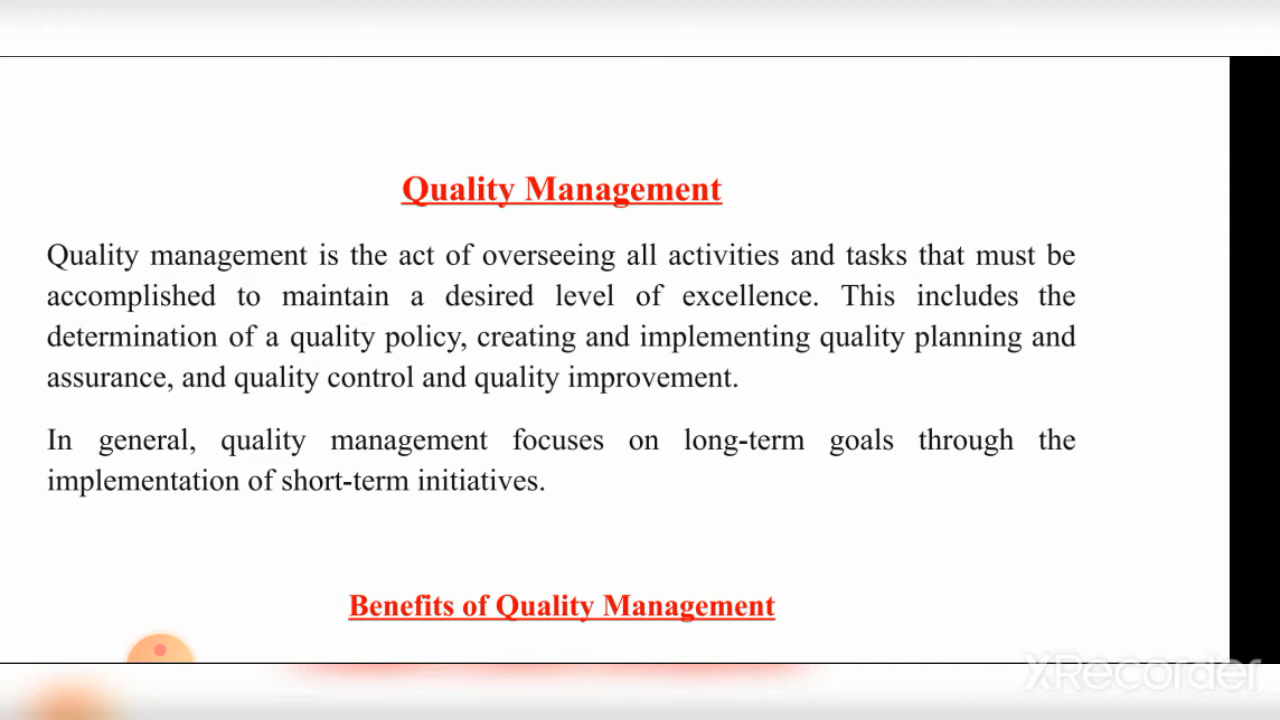 Quality Management
Quality management is the act of overseeing all activities and tasks that must be
accomplished to maintain a desired level of excellence. This includes the
determination of a quality policy, creating and implementing quality planning and
assurance, and quality control and quality improvement.
In general, quality management focuses on long-term goals through the
implementation of short-term initiatives.
Benefits of Quality Management
XRecorder